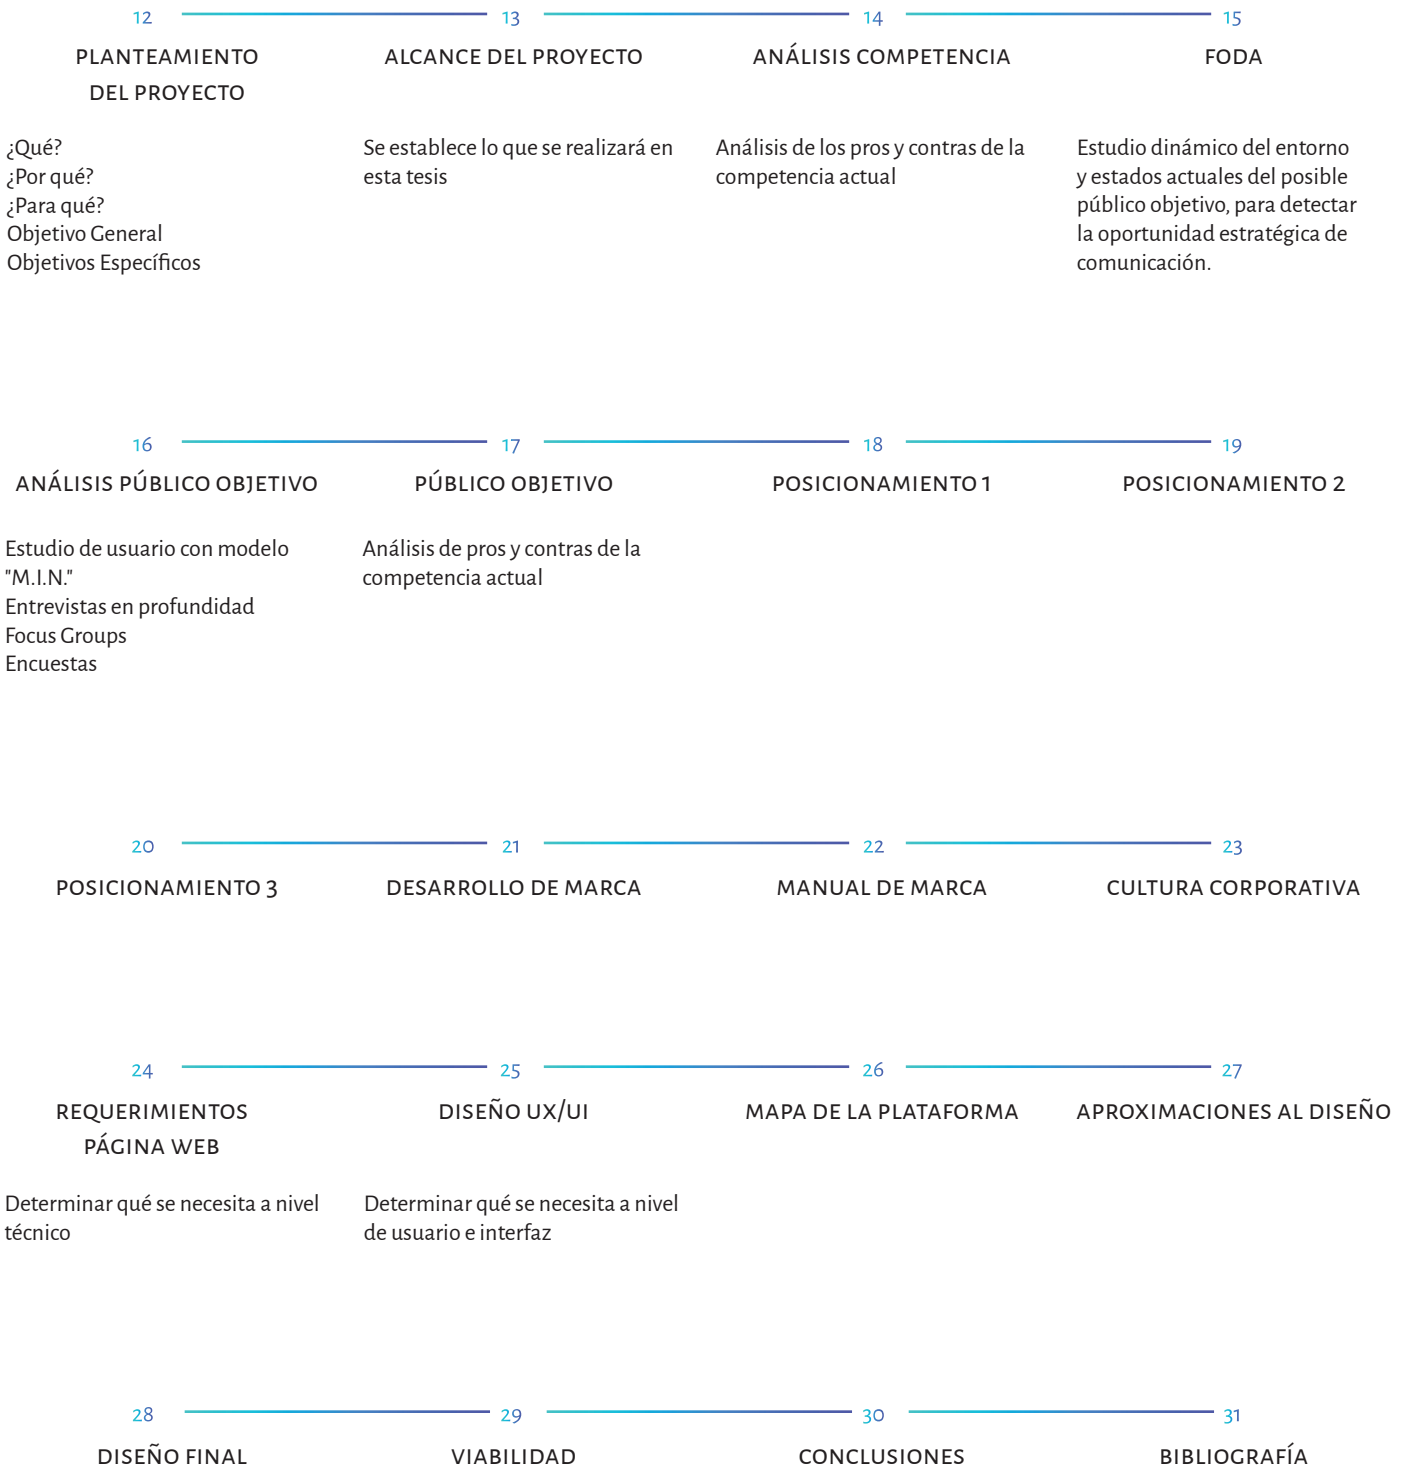 12
13
14
15
PLANTEAMIENTO
DEL PROYECTO
ALCANCE DEL PROYECTO
ANÁLISIS COMPETENCIA
FODA
¿Qué?
¿Por qué?
¿Para qué?
Objetivo General
Objetivos Específicos
Se establece lo que se realizará en
esta tesis
Análisis de los pros y contras de la
competencia actual
Estudio dinámico del entorno
y estados actuales del posible
público objetivo, para detectar
la oportunidad estratégica de
comunicación.
16
17
18
19
ANÁLISIS PÚBLICO OBJETIVO
PÚBLICO OBJETIVO
POSICIONAMIENTO 1
POSICIONAMIENTO 2
Estudio de usuario con modelo
"M.I.N."
Entrevistas en profundidad
Focus Groups
Encuestas
Análisis de pros y contras de la
competencia actual
20
21
22
23
POSICIONAMIENTO 3
DESARROLLO DE MARCA
MANUAL DE MARCA
CULTURA CORPORATIVA
24
25
26
27
REQUERIMIENTOS
PÁGINA WEB
DISEÑO UX/UI
MAPA DE LA PLATAFORMA
APROXIMACIONES AL DISEÑO
Determinar qué se necesita a nivel
técnico
Determinar qué se necesita a nivel
de usuario e interfaz
28
29
30
31
DISEÑO FINAL
VIABILIDAD
CONCLUSIONES
BIBLIOGRAFÍA